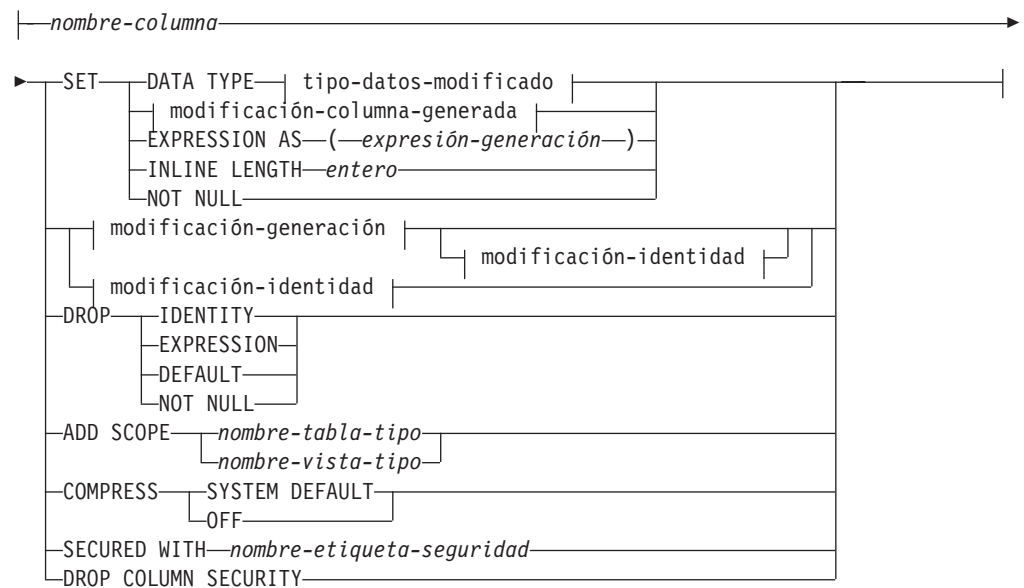 nombre-columna
SET DATA TYPE tipo-datos-modificado
modificación-columna-generada
EXPRESSION AS ( expresión-generación )
INLINE LENGTH entero
NOT NULL
modificación-generación
modificación-identidad
modificación-identidad
DROP IDENTITY
EXPRESSION
DEFAULT
NOT NULL
ADD SCOPE nombre-tabla-tipo
nombre-vista-tipo
COMPRESS SYSTEM DEFAULT
OFF
SECURED WITH nombre-etiqueta-seguridad
DROP COLUMN SECURITY